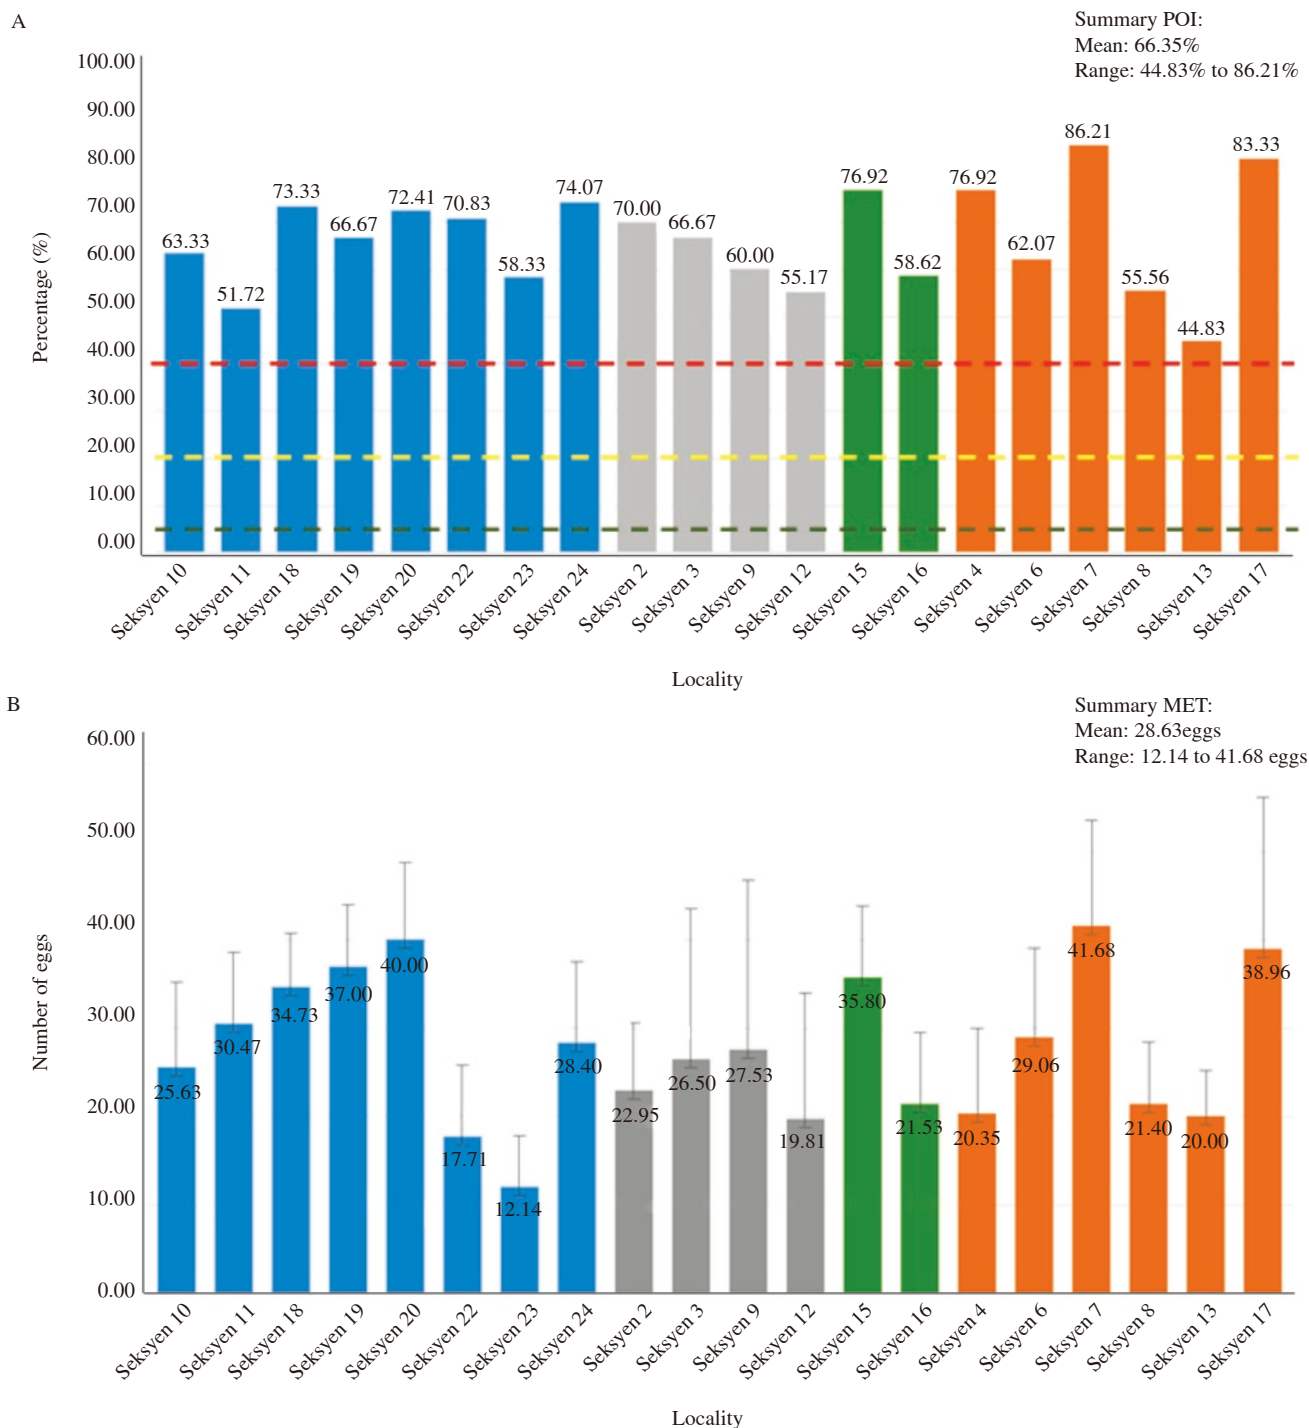 A
Summary POI:
Mean: 66.35%
Range: 44.83% to 86.21%
Percentage (%)
100.00
90.00
80.00
70.00
60.00
50.00
40.00
30.00
20.00
10.00
0.00
63.33
51.72
73.33
66.67
72.41
70.83
58.33
74.07
70.00
66.67
60.00
55.17
76.92
58.62
76.92
62.07
86.21
55.56
44.83
83.33
Seksyen 10
Seksyen 11
Seksyen 18
Seksyen 19
Seksyen 20
Seksyen 22
Seksyen 23
Seksyen 24
Seksyen 2
Seksyen 3
Seksyen 9
Seksyen 12
Seksyen 15
Seksyen 16
Seksyen 4
Seksyen 6
Seksyen 7
Seksyen 8
Seksyen 13
Seksyen 17
Locality
B
Summary MET:
Mean: 28.63eggs
Range: 12.14 to 41.68 eggs
Number of eggs
60.00
50.00
40.00
30.00
20.00
10.00
0.00
25.63
30.47
34.73
37.00
40.00
17.71
12.14
28.40
22.95
26.50
27.53
19.81
35.80
21.53
20.35
29.06
41.68
21.40
20.00
38.96
Seksyen 10
Seksyen 11
Seksyen 18
Seksyen 19
Seksyen 20
Seksyen 22
Seksyen 23
Seksyen 24
Seksyen 2
Seksyen 3
Seksyen 9
Seksyen 12
Seksyen 15
Seksyen 16
Seksyen 4
Seksyen 6
Seksyen 7
Seksyen 8
Seksyen 13
Seksyen 17
Locality